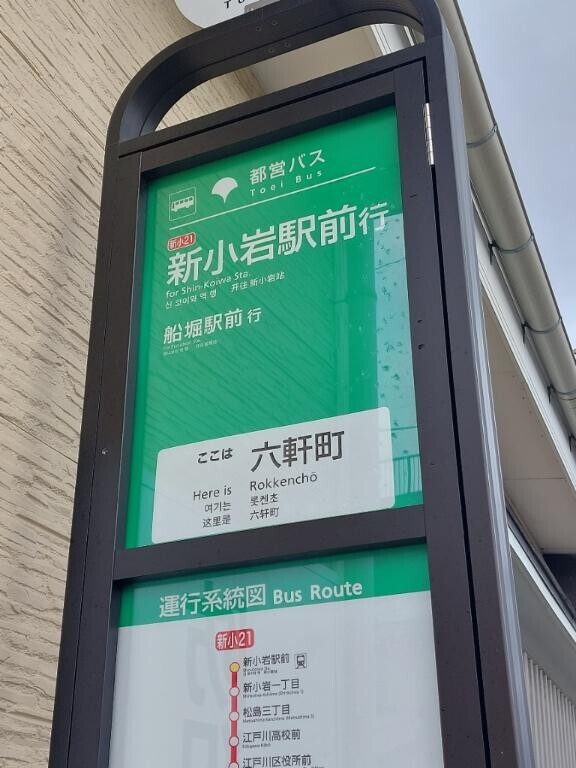 都営バス
Toei Bus
新小21
新小岩駅前行
for Shin-Koiwa Sta.
신 코이와 역 행 开往 新小岩站
船堀駅前行
ここは 六軒町
Here is Rokkenchō
여기는 롯켄초
这里是 六轩町
運行系統図 Bus Route
新小21
新小岩駅前
新小岩一丁目
松島三丁目
江戸川高校前
江戸川区役所前